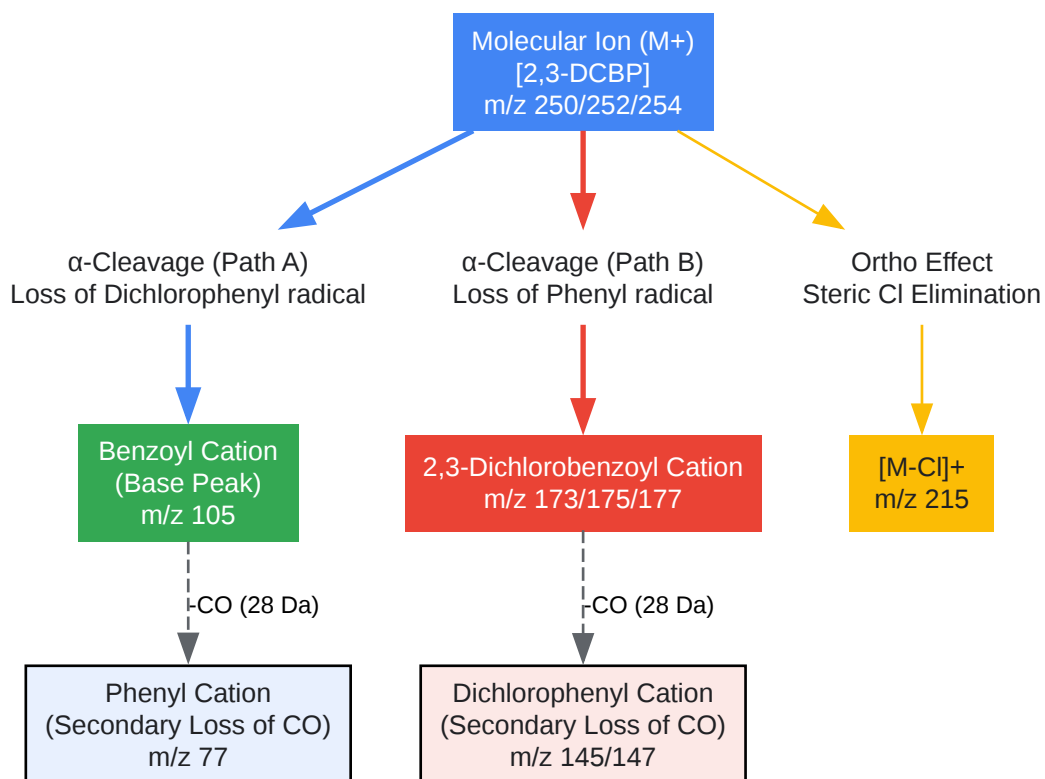 Molecular Ion (M+)
[2,3-DCBP]
m/z 250/252/254
α-Cleavage (Path A)
Loss of Dichlorophenyl radical
α-Cleavage (Path B)
Loss of Phenyl radical
Ortho Effect
Steric Cl Elimination
Benzoyl Cation
(Base Peak)
m/z 105
2,3-Dichlorobenzoyl Cation
m/z 173/175/177
[M-Cl]+
m/z 215
-CO (28 Da)
-CO (28 Da)
Phenyl Cation
(Secondary Loss of CO)
m/z 77
Dichlorophenyl Cation
(Secondary Loss of CO)
m/z 145/147